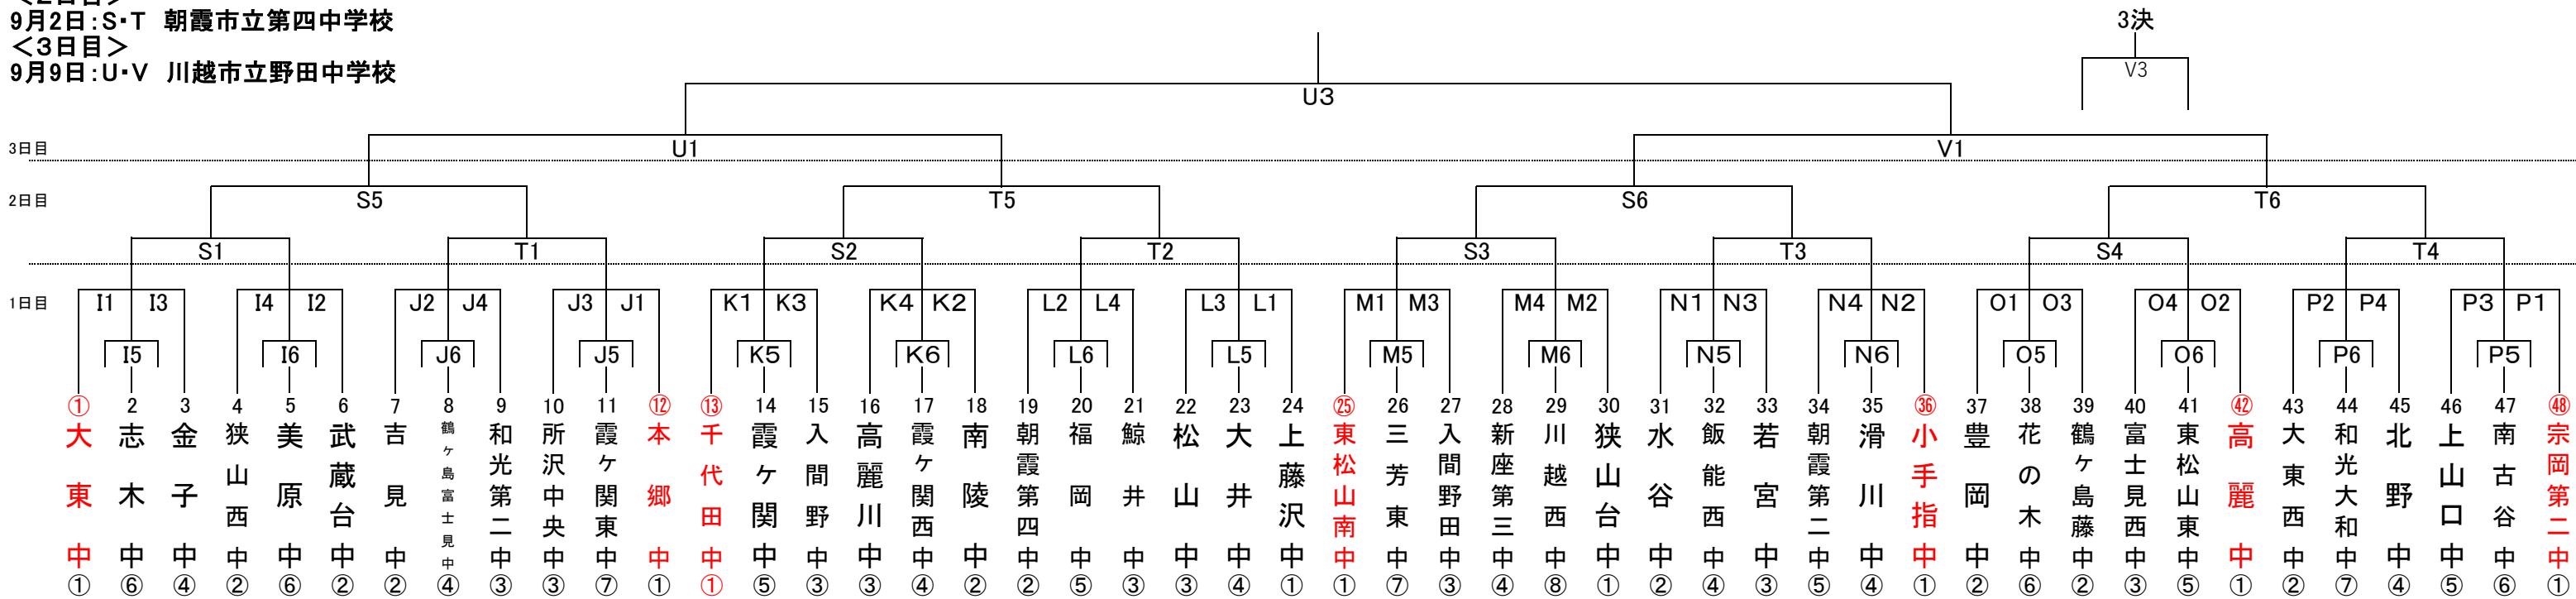 9月2日:S・T 朝霞市立第四中学校
＜3日目＞
9月9日:U・V 川越市立野田中学校
3決
V3
U3
3日目
U1 V1
2日目
S5 T5 S6 T6
S1 T1 S2 T2 S3 T3 S4 T4
1日目
I1 I3 I4 I2 J2 J4 J3 J1 K1 K3 K4 K2 L2 L4 L3 L1 M1 M3 M4 M2 N1 N3 N4 N2 O1 O3 O4 O2 P2 P4 P3 P1
I5 I6 J6 J5 K5 K6 L6 L5 M5 M6 N5 N6 O5 O6 P6 P5
① 大東中 ①
2 志木中 ⑥
3 金子中 ④
4 狭山西中 ②
5 美原中 ⑥
6 武蔵台中 ②
7 吉見中 ②
8 鶴ヶ島富士見中 ④
9 和光第二中 ③
10 所沢中央中 ③
11 霞ケ関東中 ⑦
⑫ 本郷中 ①
⑬ 千代田中 ①
14 霞ケ関中 ⑤
15 入間野中 ③
16 高麗川中 ③
17 霞ケ関西中 ④
18 南陵中 ②
19 朝霞第四中 ②
20 福岡中 ⑤
21 鯨井中 ③
22 松山中 ③
23 大井中 ④
24 上藤沢中 ①
㉕ 東松山南中 ①
26 三芳東中 ⑦
27 入間野田中 ③
28 新座第三中 ④
29 川越西中 ⑧
30 狭山台中 ①
31 水谷中 ②
32 飯能西中 ④
33 若宮中 ③
34 朝霞第二中 ⑤
35 滑川中 ④
㊱ 小手指中 ①
37 豊岡中 ②
38 花の木中 ⑥
39 鶴ヶ島藤中 ②
40 富士見西中 ③
41 東松山東中 ⑤
㊷ 高麗中 ①
43 大東西中 ②
44 和光大和中 ⑦
45 北野中 ④
46 上山口中 ⑤
47 南古谷中 ⑥
㊽ 宗岡第二中 ①